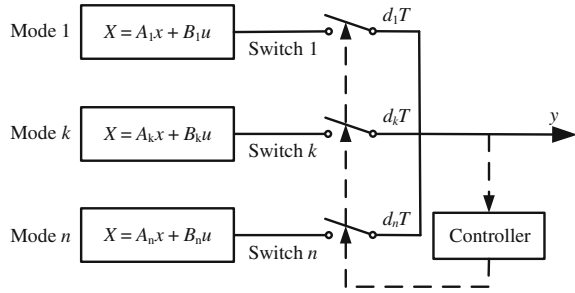 Mode 1
X = A₁x + B₁u
Switch 1
d₁T
Mode k
X = Aₖx + Bₖu
Switch k
dₖT
y
Mode n
X = Aₙx + Bₙu
Switch n
dₙT
Controller